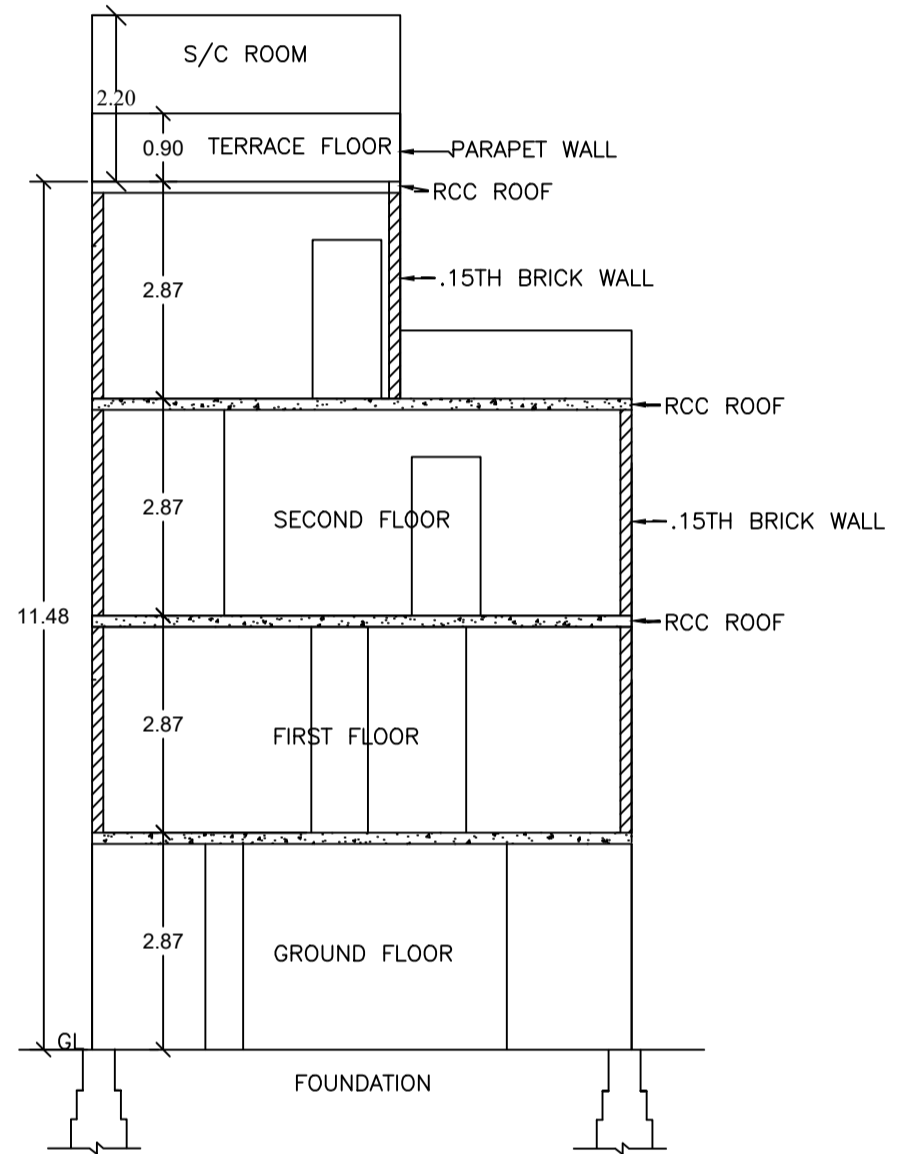 S/C ROOM
2.20
0.90
TERRACE FLOOR
PARAPET WALL
RCC ROOF
2.87
.15TH BRICK WALL
RCC ROOF
2.87
SECOND FLOOR
.15TH BRICK WALL
11.48
RCC ROOF
2.87
FIRST FLOOR
2.87
GROUND FLOOR
GL
FOUNDATION